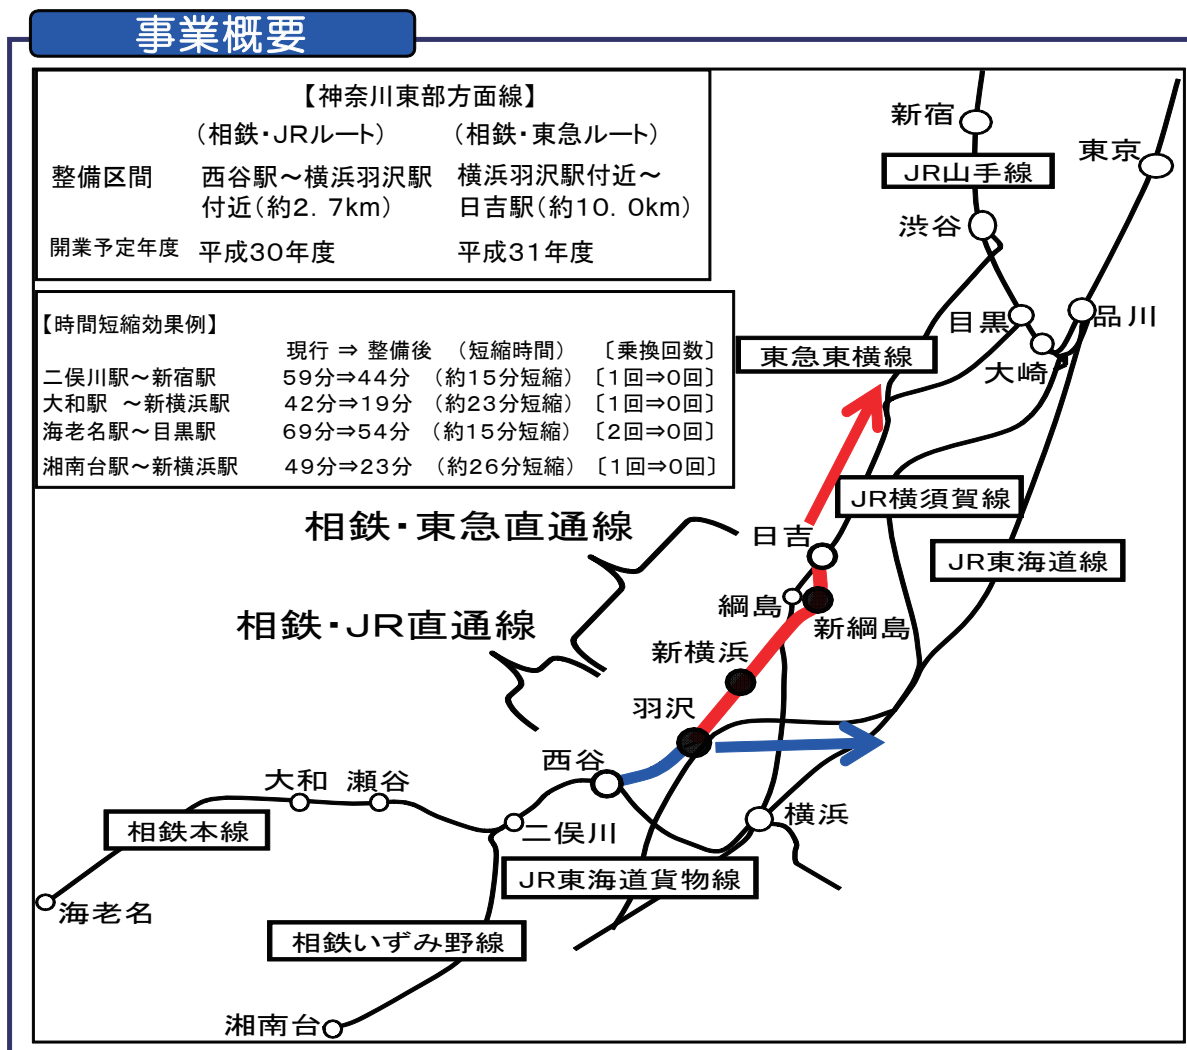 事業概要
【神奈川東部方面線】
（相鉄・JRルート） （相鉄・東急ルート）
整備区間 西谷駅～横浜羽沢駅 横浜羽沢駅付近～
付近（約2．7km） 日吉駅（約10．0km）
開業予定年度 平成30年度 平成31年度
【時間短縮効果例】
現行 ⇒ 整備後 （短縮時間） 〔乗換回数〕
二俣川駅～新宿駅 59分⇒44分 （約15分短縮） 〔1回⇒0回〕
大和駅 ～新横浜駅 42分⇒19分 （約23分短縮） 〔1回⇒0回〕
海老名駅～目黒駅 69分⇒54分 （約15分短縮） 〔2回⇒0回〕
湘南台駅～新横浜駅 49分⇒23分 （約26分短縮） 〔1回⇒0回〕
新宿
東京
JR山手線
渋谷
目黒
品川
大崎
東急東横線
JR横須賀線
相鉄・東急直通線
日吉
JR東海道線
綱島
新綱島
相鉄・JR直通線
新横浜
羽沢
西谷
大和
瀬谷
横浜
相鉄本線
二俣川
JR東海道貨物線
海老名
相鉄いずみ野線
湘南台